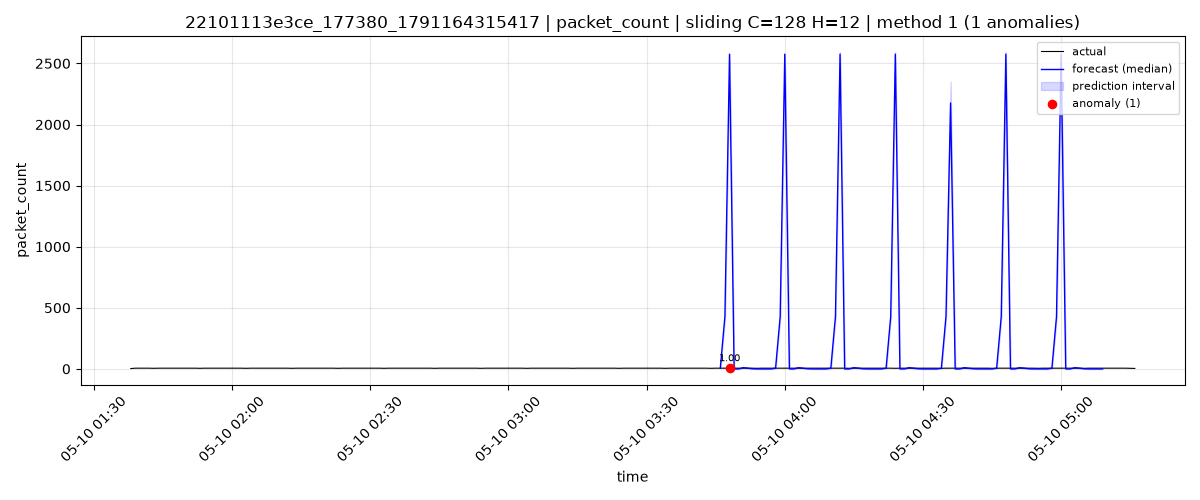 22101113e3ce_177380_1791164315417 | packet_count | sliding C=128 H=12 | method 1 (1 anomalies)
actual
forecast (median)
prediction interval
anomaly (1)
packet_count
2500
2000
1500
1000
500
0
1.00
05-10 01:30
05-10 02:00
05-10 02:30
05-10 03:00
05-10 03:30
05-10 04:00
05-10 04:30
05-10 05:00
time